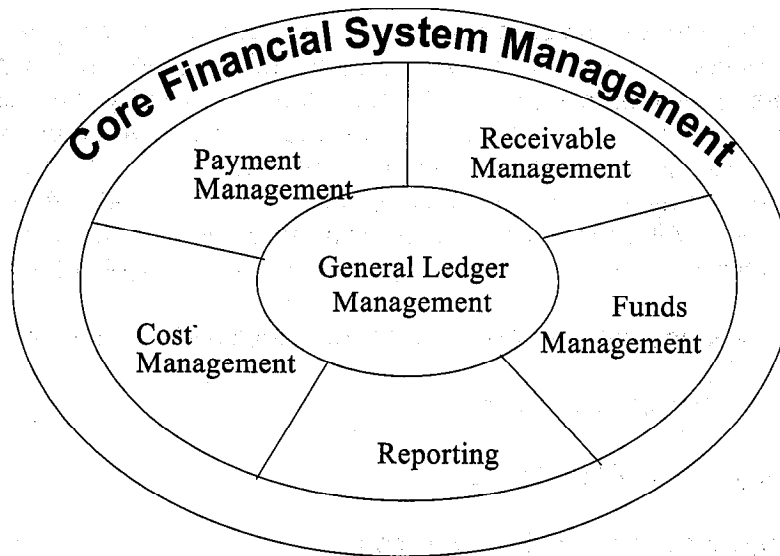 Core Financial System Management
Payment
Management
Receivable
Management
General Ledger
Management
Cost
Management
Funds
Management
Reporting